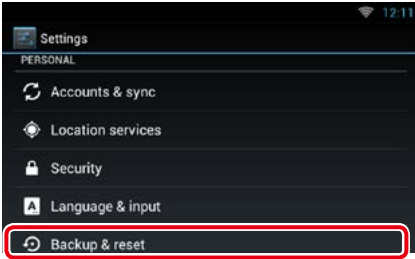 12:11
Settings
PERSONAL
Accounts & sync
Location services
Security
A Language & input
Backup & reset